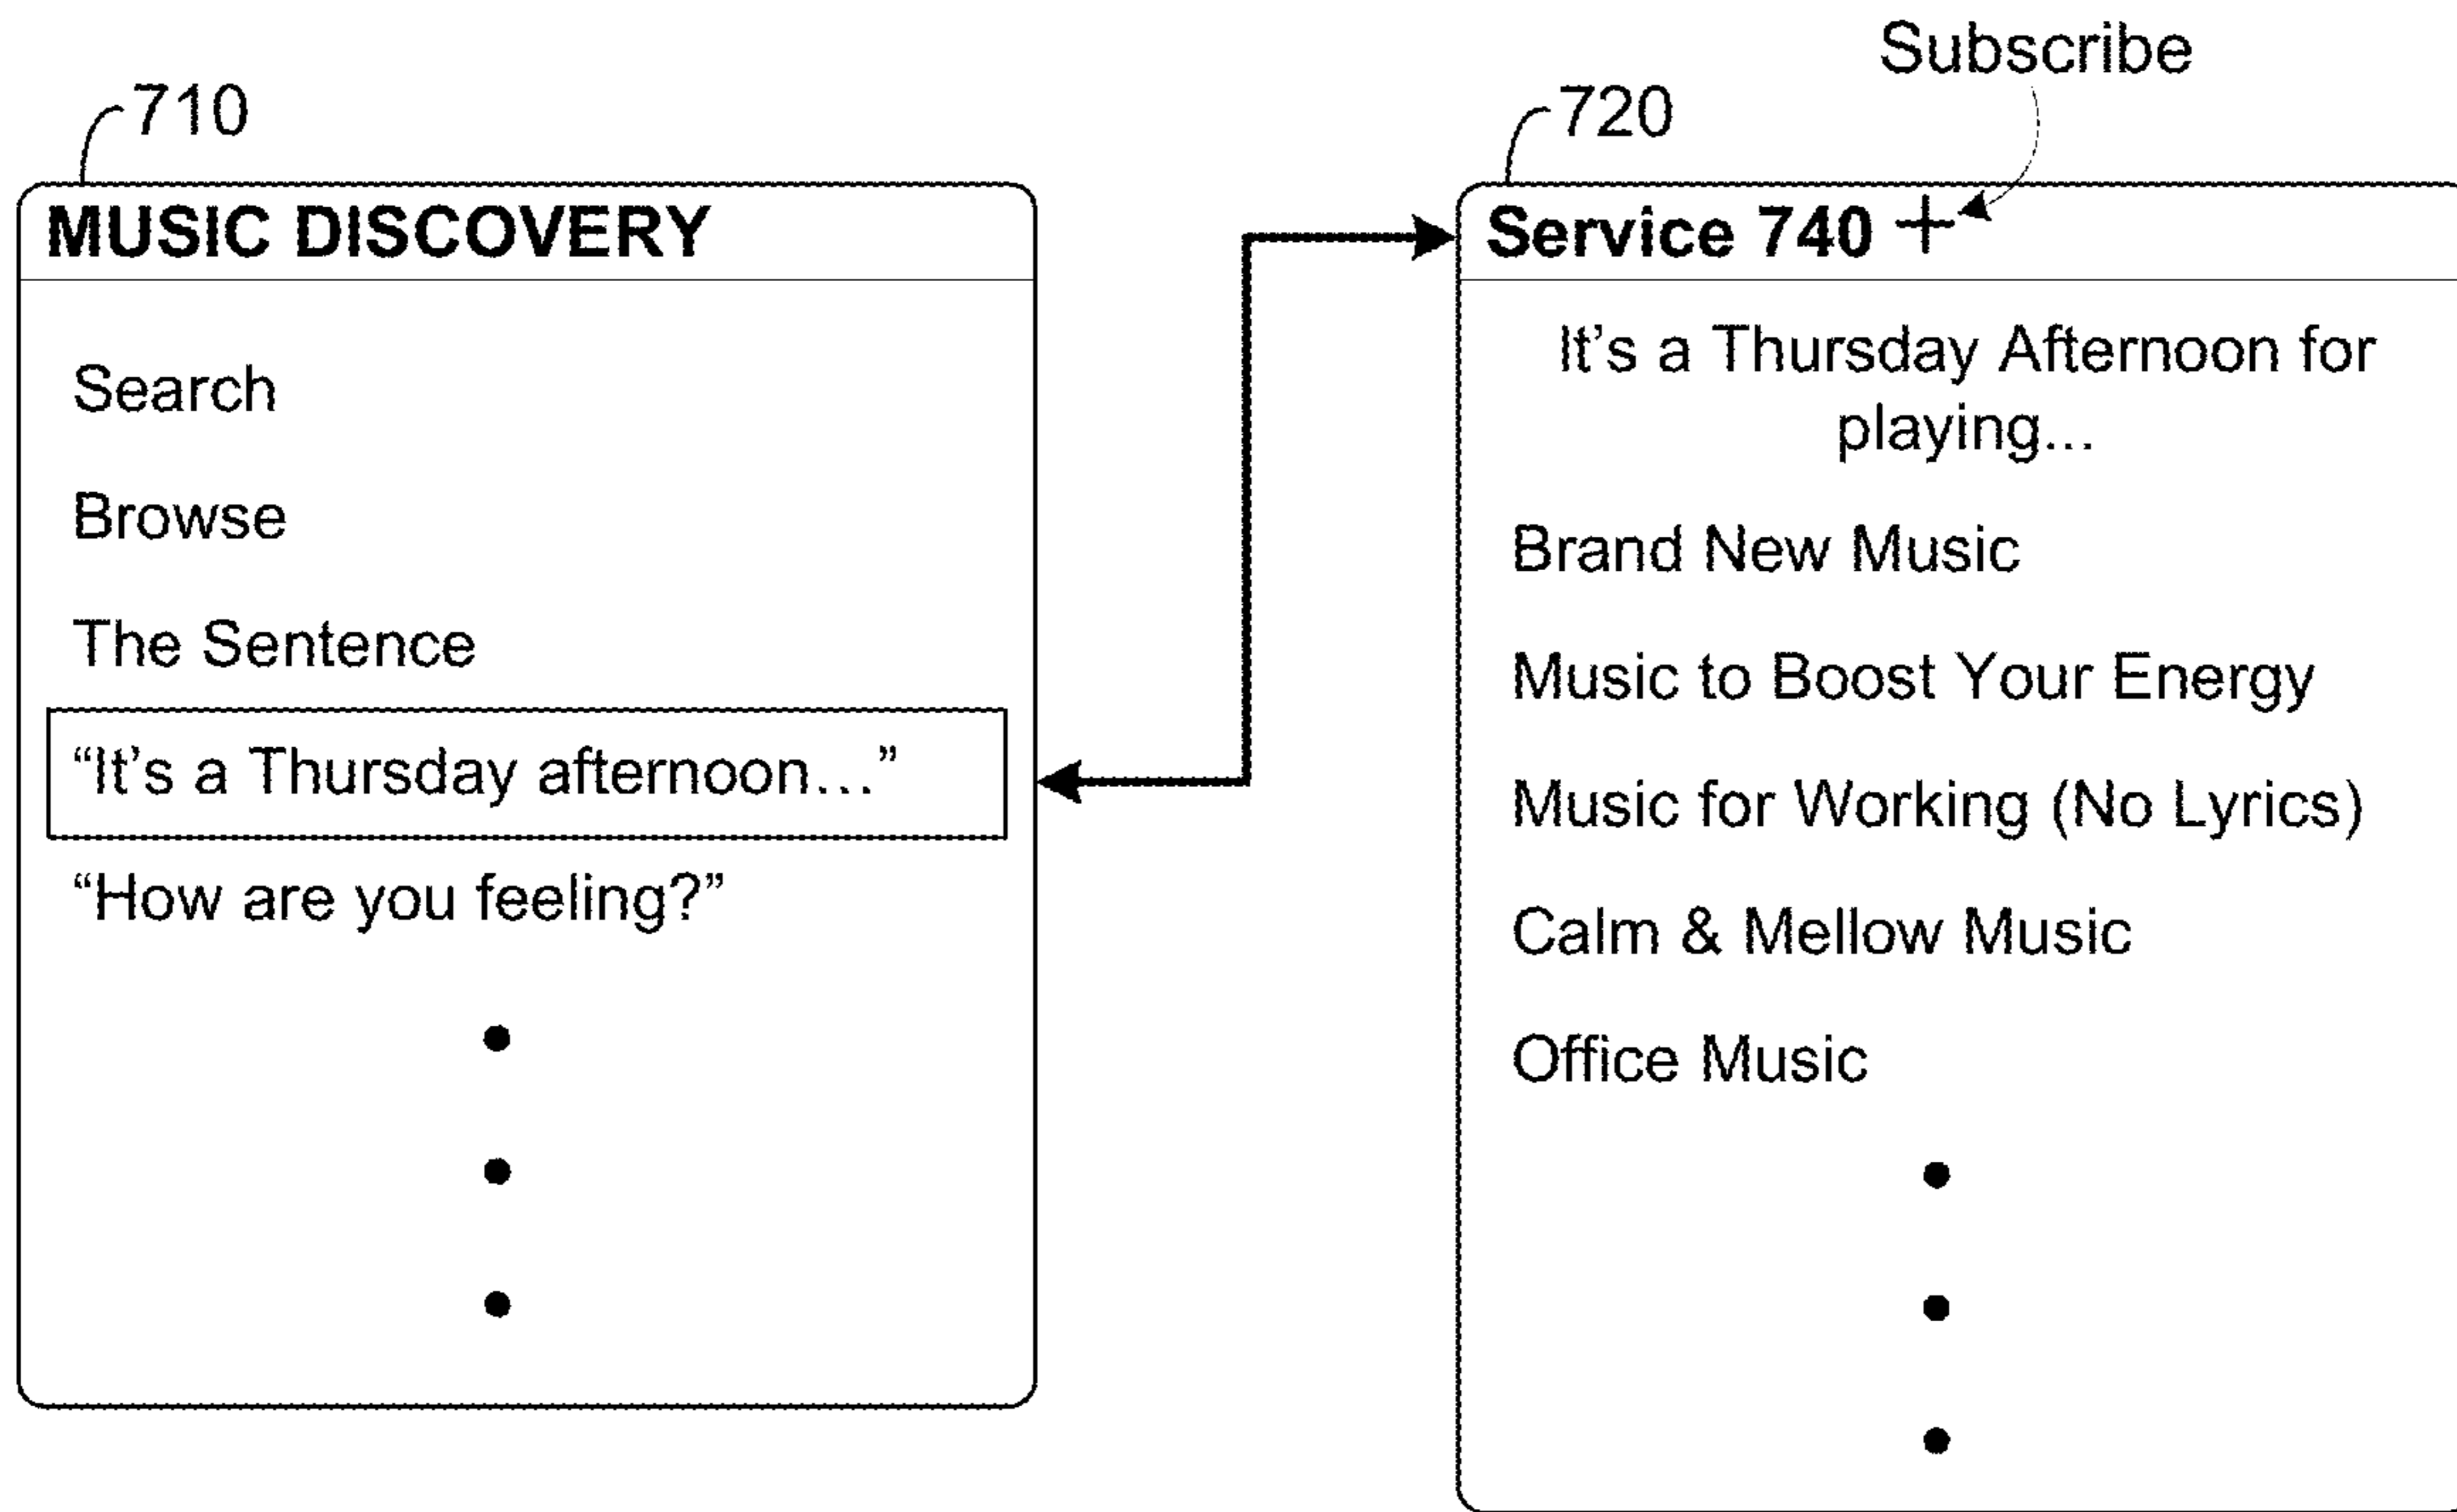 710
MUSIC DISCOVERY
Search
Browse
The Sentence
“It’s a Thursday afternoon...”
“How are you feeling?”
Subscribe
720
Service 740 +
It’s a Thursday Afternoon for
playing...
Brand New Music
Music to Boost Your Energy
Music for Working (No Lyrics)
Calm & Mellow Music
Office Music